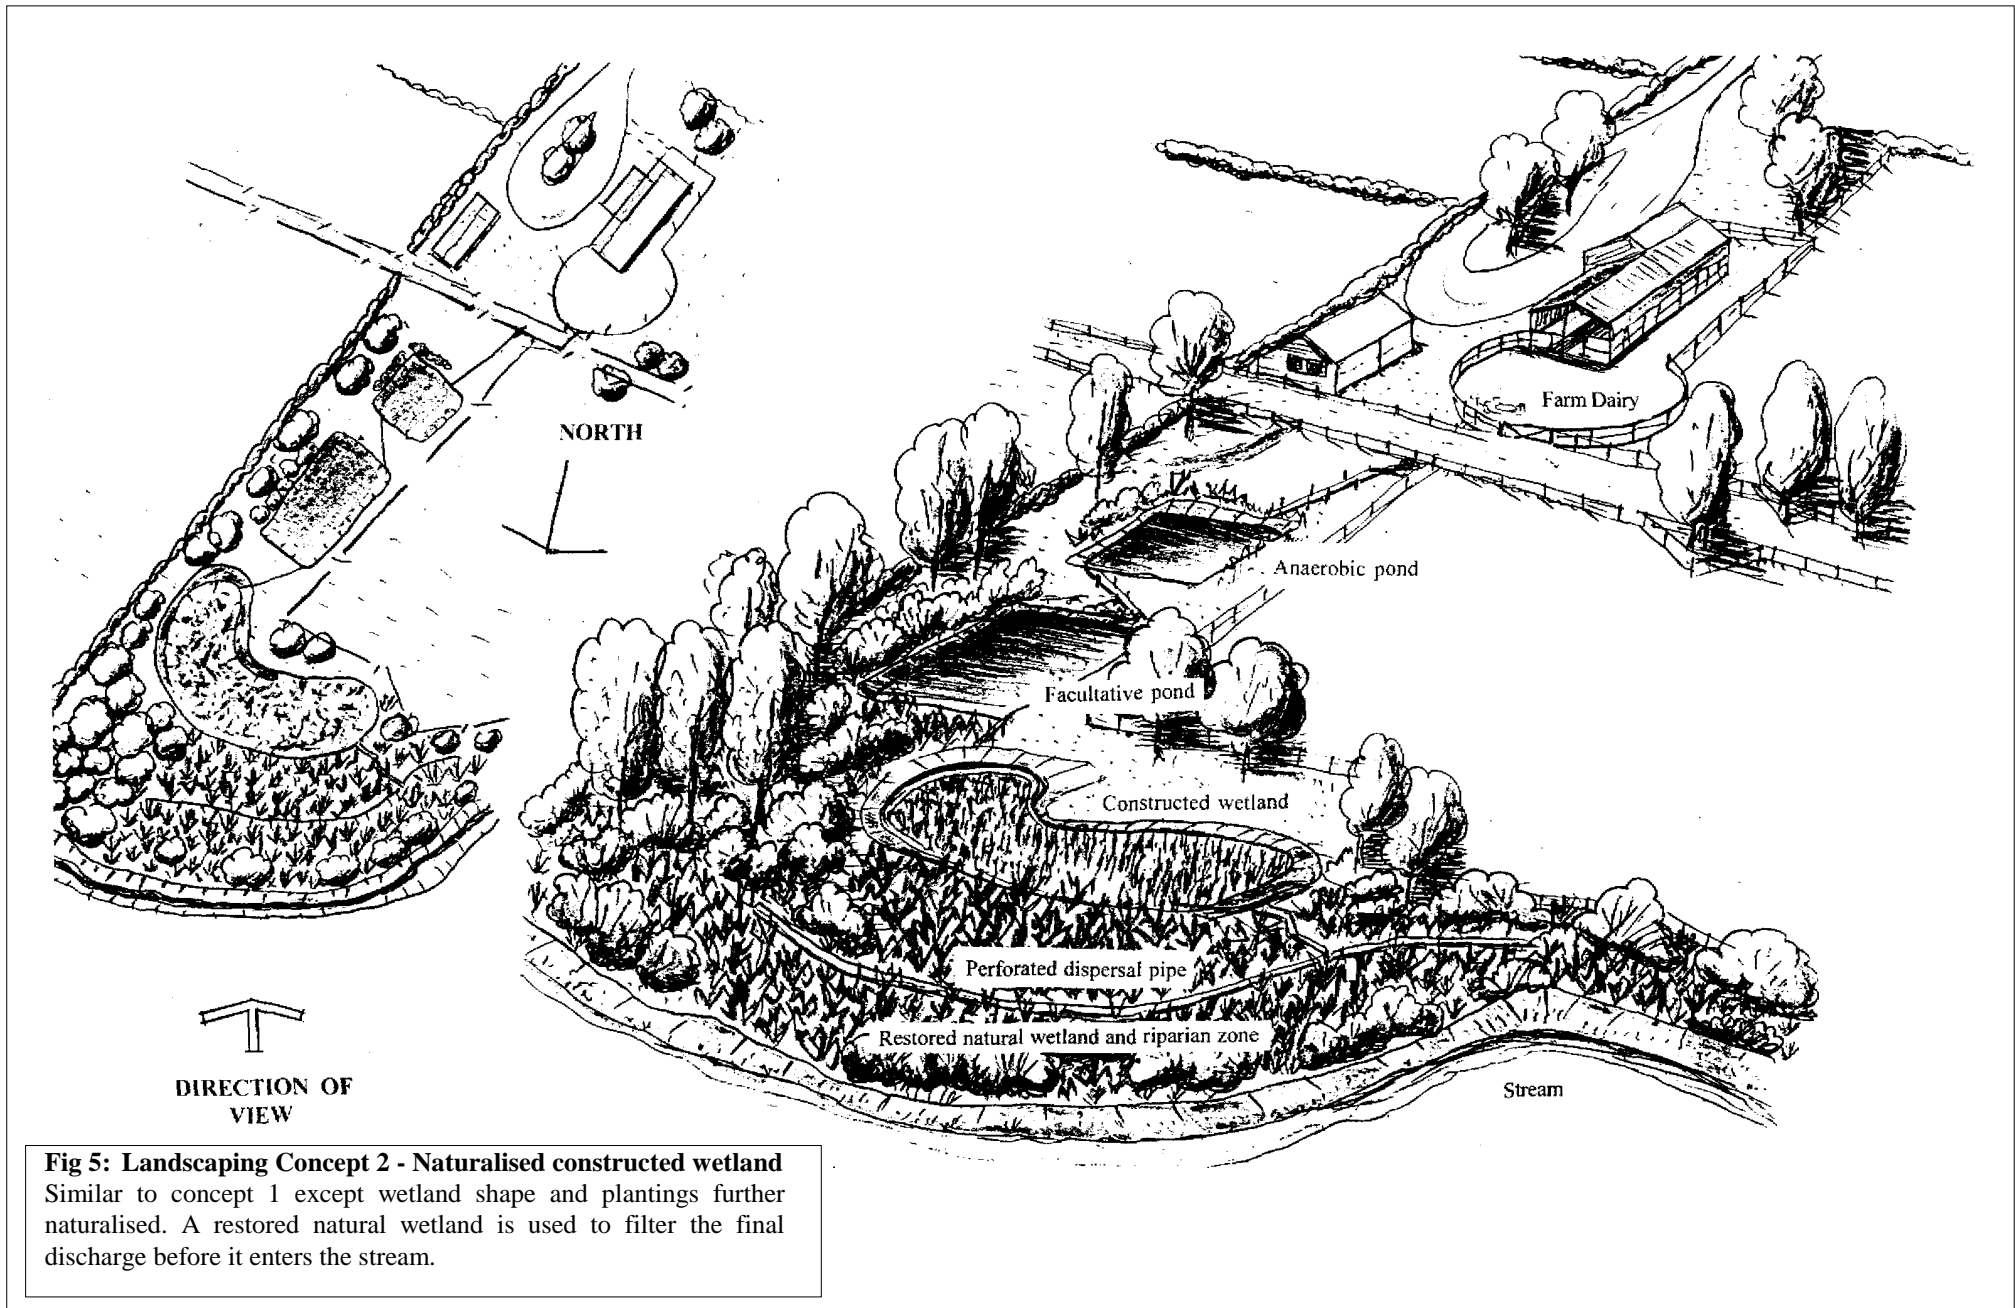 NORTH
Farm Dairy
Anaerobic pond
Facultative pond
Constructed wetland
Perforated dispersal pipe
Restored natural wetland and riparian zone
Stream
DIRECTION OF
VIEW
Fig 5: Landscaping Concept 2 - Naturalised constructed wetland
Similar to concept 1 except wetland shape and plantings further
naturalised. A restored natural wetland is used to filter the final
discharge before it enters the stream.